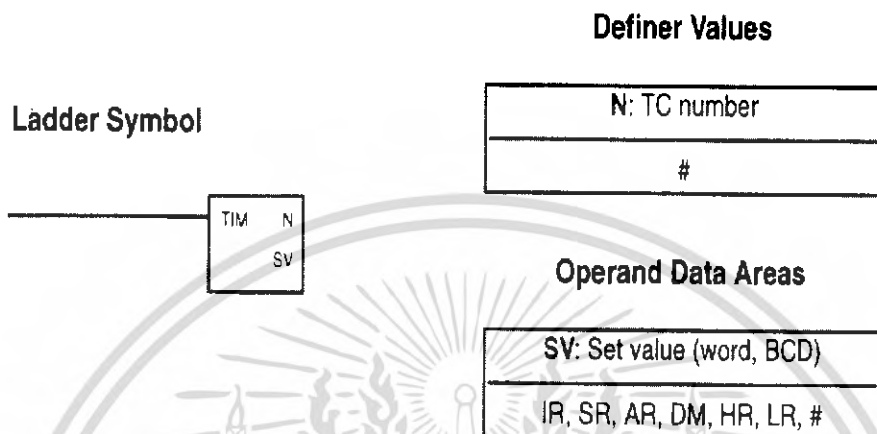 Definer Values
N: TC number
#
Ladder Symbol
TIM N
SV
Operand Data Areas
SV: Set value (word, BCD)
IR, SR, AR, DM, HR, LR, #